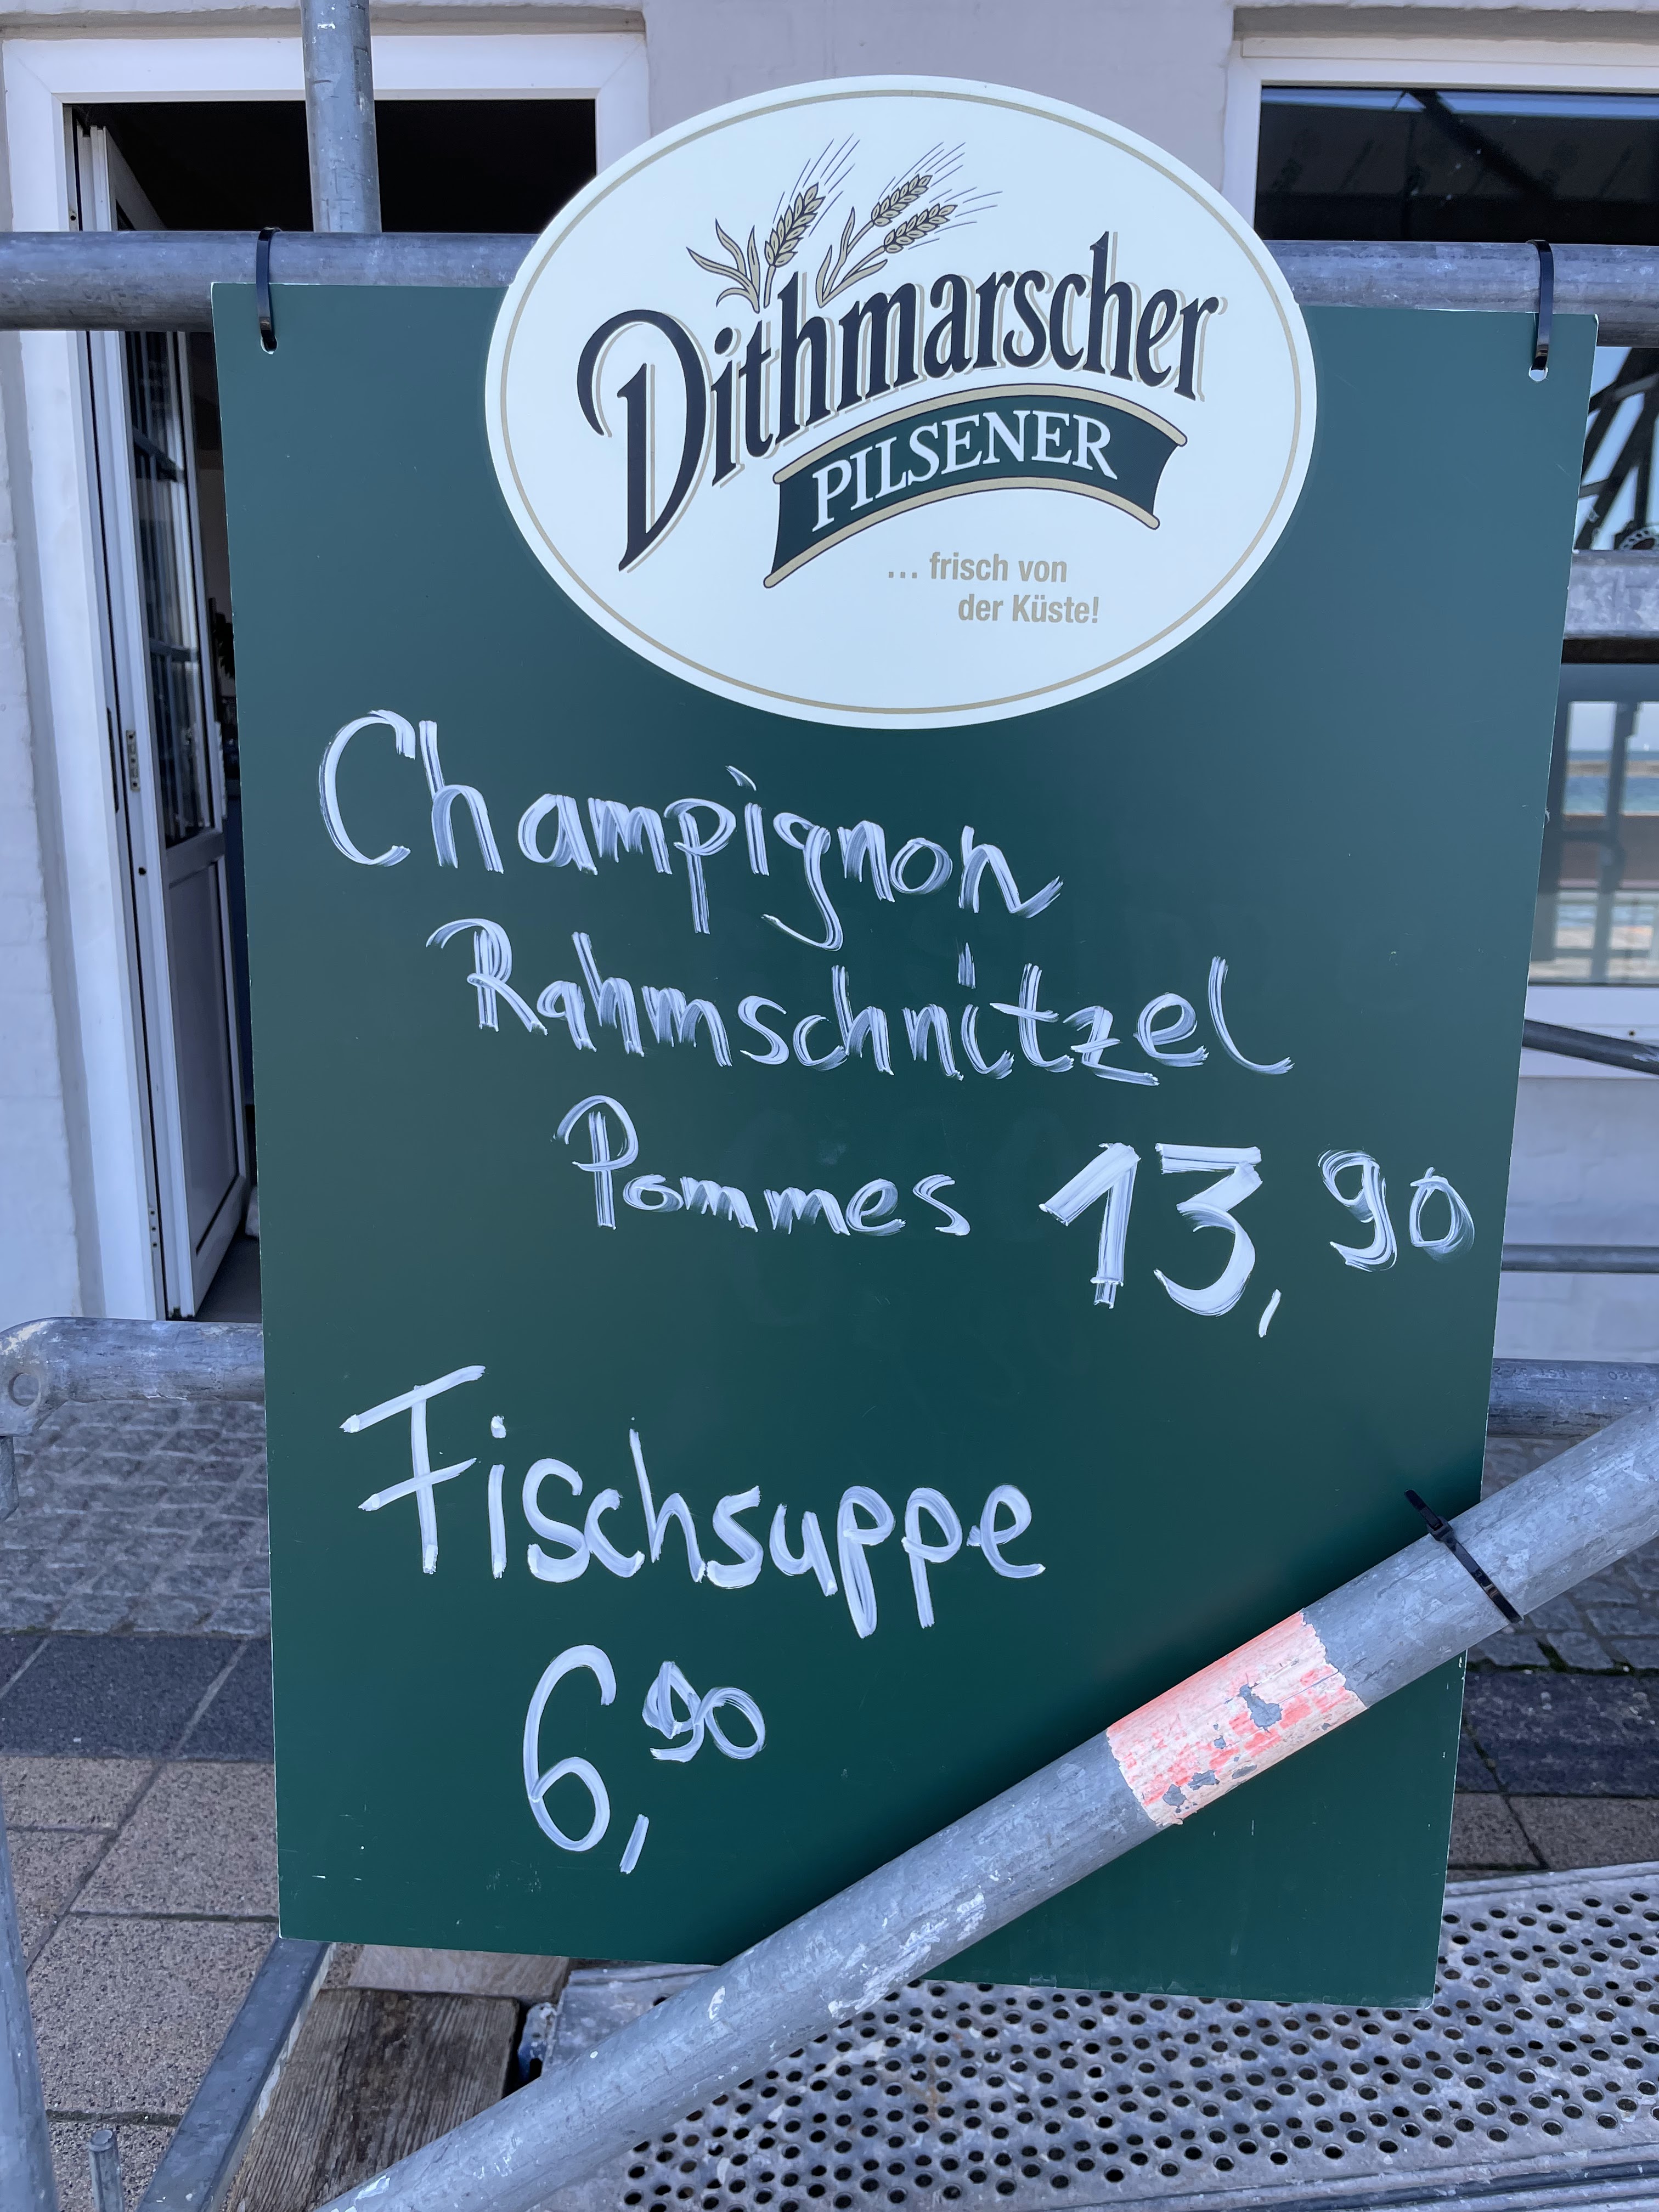 Dithmarscher
PILSENER
... frisch von
der Küste!
Champignon
Rahmschnitzel
Pommes 13,90
Fischsuppe
6,90